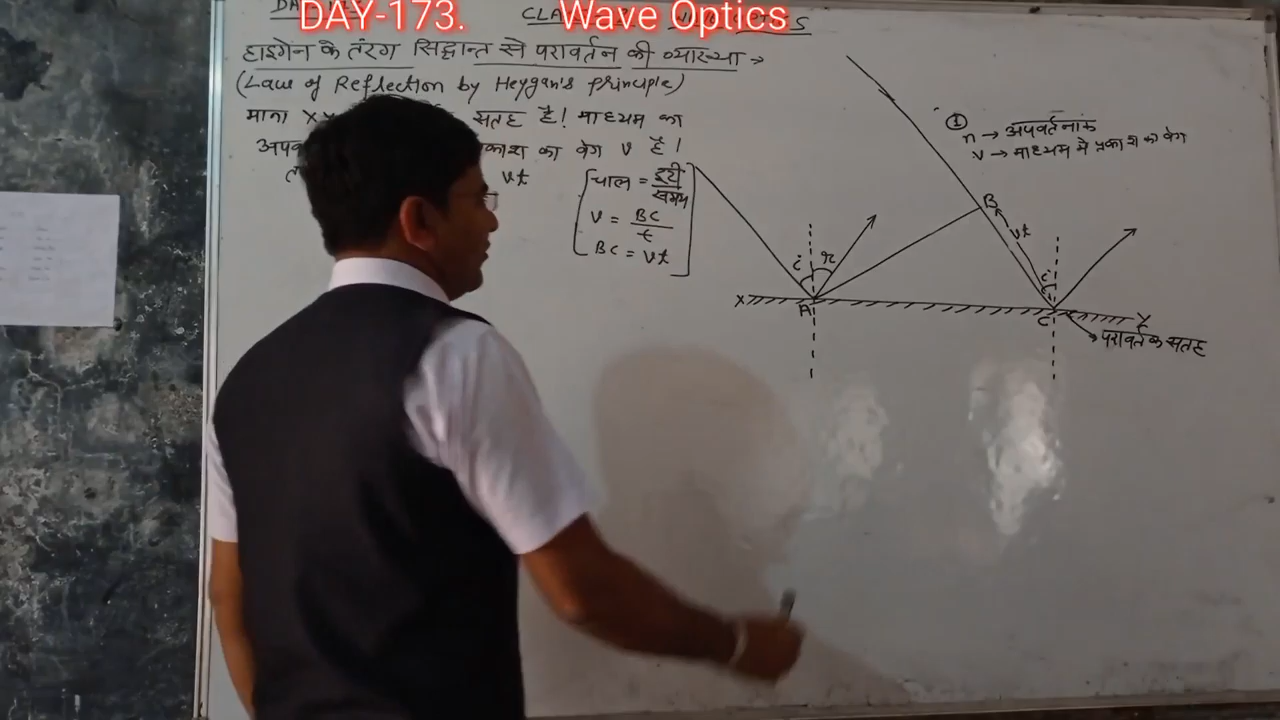 DAY-173. Wave Optics
हाइगेन के तरंग सिद्धान्त से परावर्तन की व्याख्या →
(Law of Reflection by Heygan's principle)
माना X सतह है! माध्यम का
का वेग v है!
vt
[चाल = दूरी/समय
v = BC/t
BC = vt]
①
n → अपवर्तनांक
v → माध्यम में प्रकाश का वेग
B
vt
i r
i
X A C Y
परावर्तक सतह